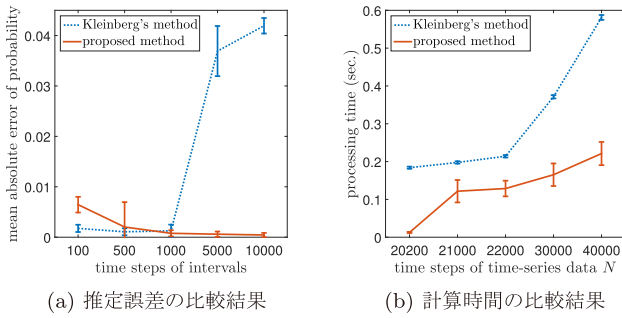 Kleinberg's method
proposed method
mean absolute error of probability
0.04
0.03
0.02
0.01
0
100 500 1000 5000 10000
time steps of intervals
(a) 推定誤差の比較結果
Kleinberg's method
proposed method
processing time (sec.)
0.6
0.5
0.4
0.3
0.2
0.1
0
20200 21000 22000 30000 40000
time steps of time-series data N
(b) 計算時間の比較結果